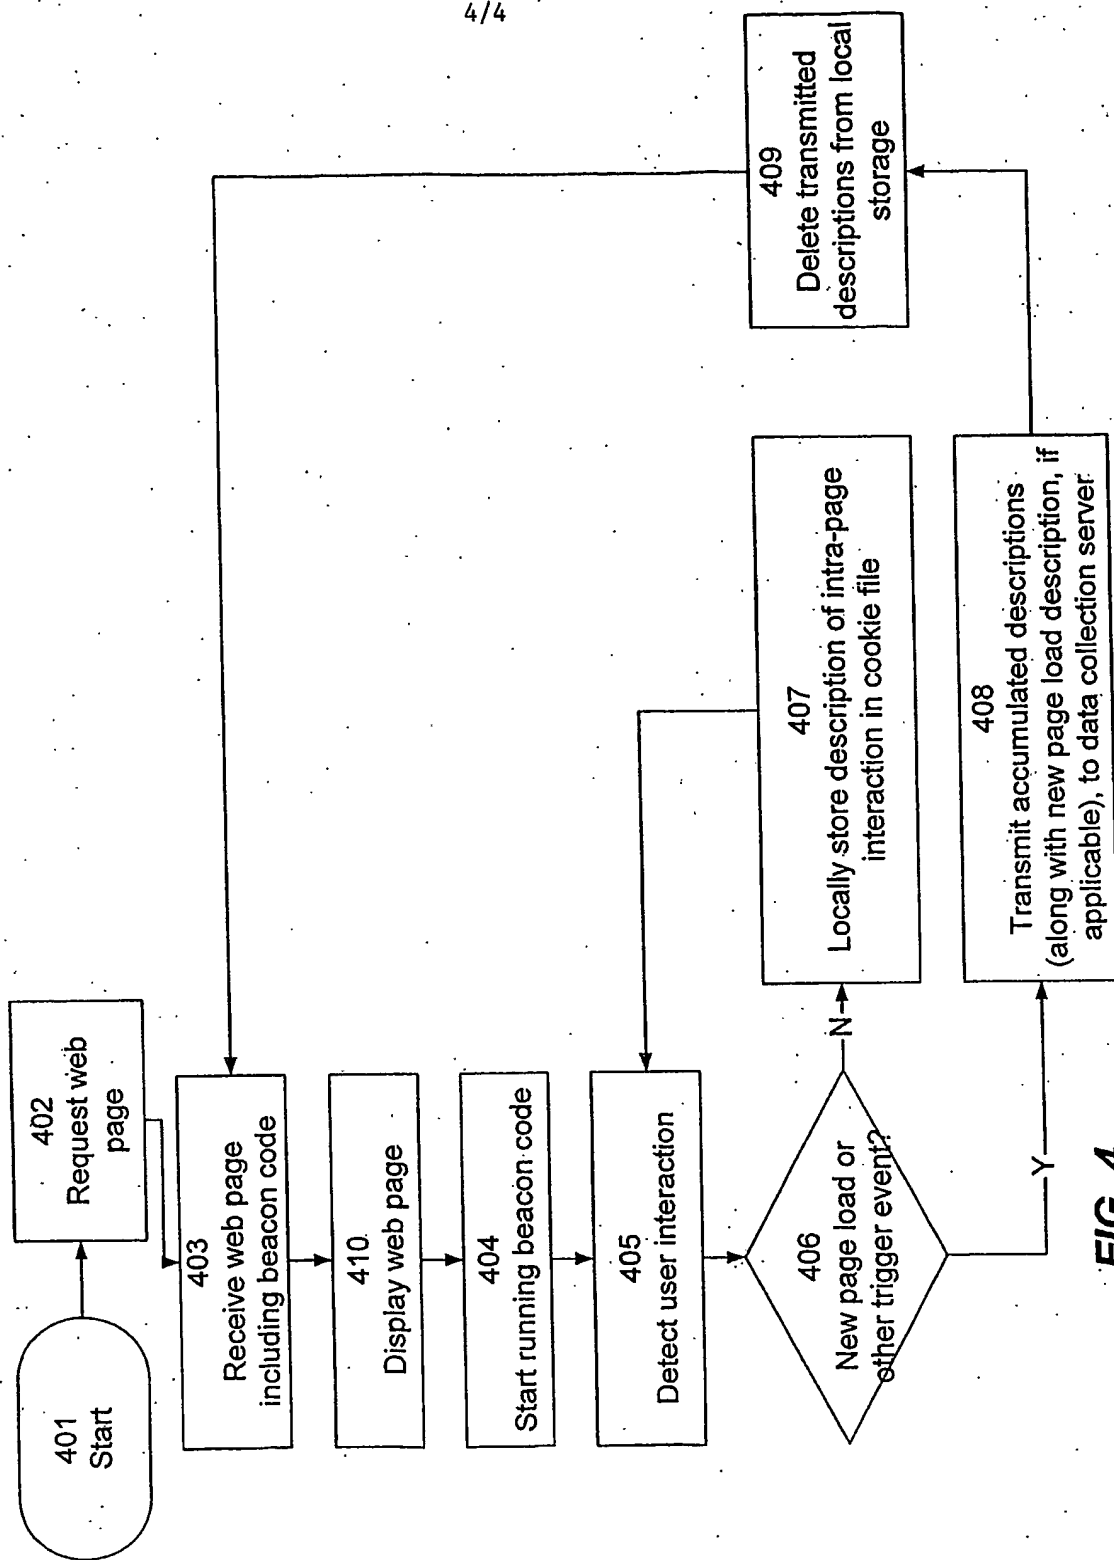 4/4
401
Start
402
Request web
page
403
Receive web page
including beacon code
410
Display web page
404
Start running beacon code
405
Detect user interaction
406
New page load or
other trigger event?
N
407
Locally store description of intra-page
interaction in cookie file
Y
408
Transmit accumulated descriptions
(along with new page load description, if
applicable), to data collection server
409
Delete transmitted
descriptions from local
storage
FIG. 4